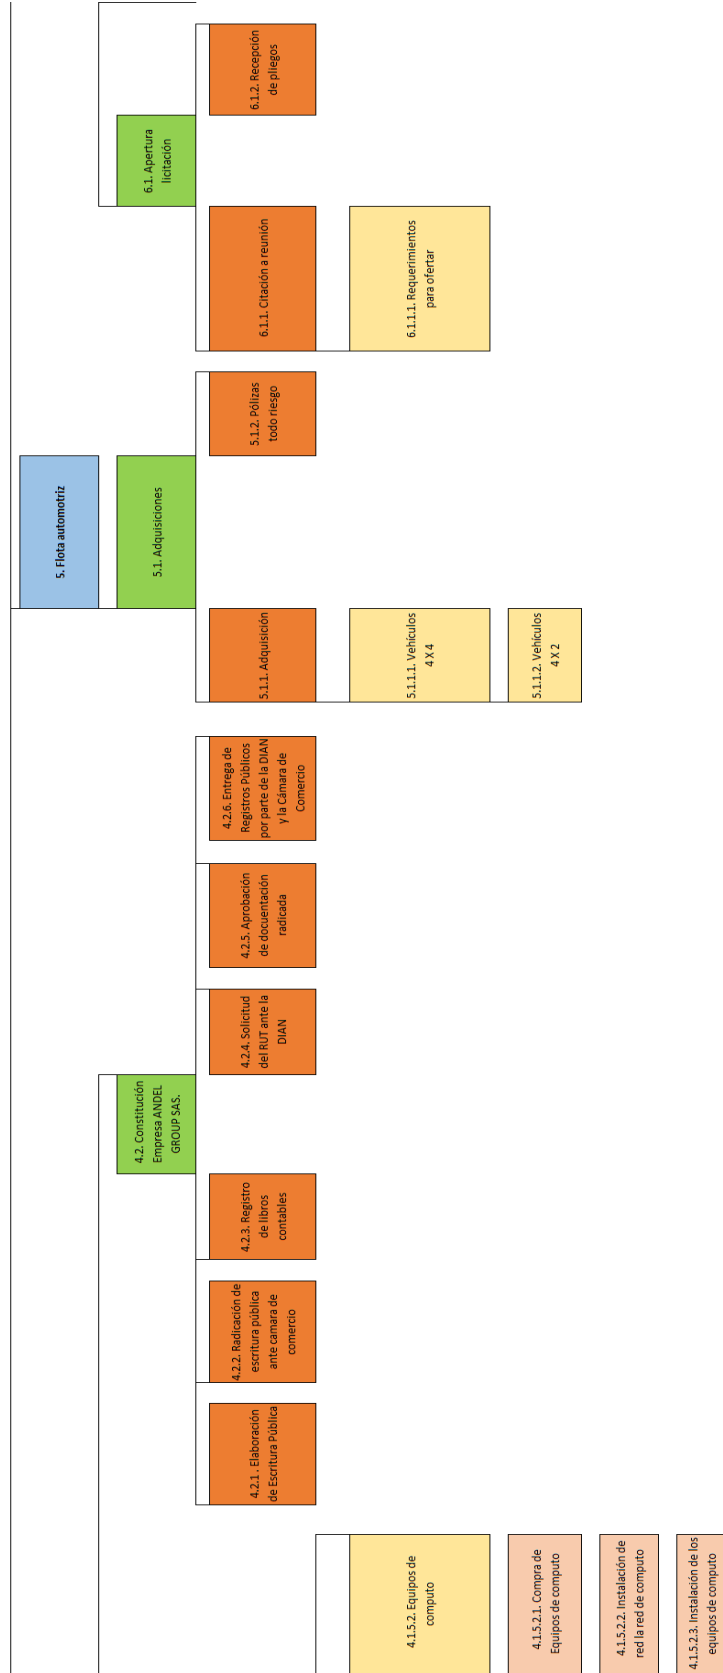 5. Flota automotriz
4.2. Constitución
Empresa ANDEL
GROUP SAS.
5.1. Adquisiciones
6.1. Apertura
licitación
4.2.1 . Elaboración
de Escritura Pública
4.2.2. Radicación de
escritura pública
ante camara de
comercio
4.2.3. Registro
de libros
contables
4.2.4. Solicitud
del RUT ante la
DIAN
4.2.5. Aprobación
de docuentación
radicada
4.2.6. Entrega de
Registros Públicos
por parte de la DIAN
y la Cámara de
Comercio
5.1.1. Adquisición
5.1.2. Pólizas
todo riesgo
6.1.1. Citación a reunión
6.1.2. Recepción
de pliegos
4.1.5.2. Equipos de
computo
5.1.1.1. Vehículos
4 X 4
6.1.1.1. Requerimientos
para ofertar
4.1.5.2.1. Compra de
Equipos de computo
5.1.1.2. Vehículos
4 X 2
4.1.5.2.2. Instalación de
red la red de computo
4.1.5.2.3. Instalación de los
equipos de computo